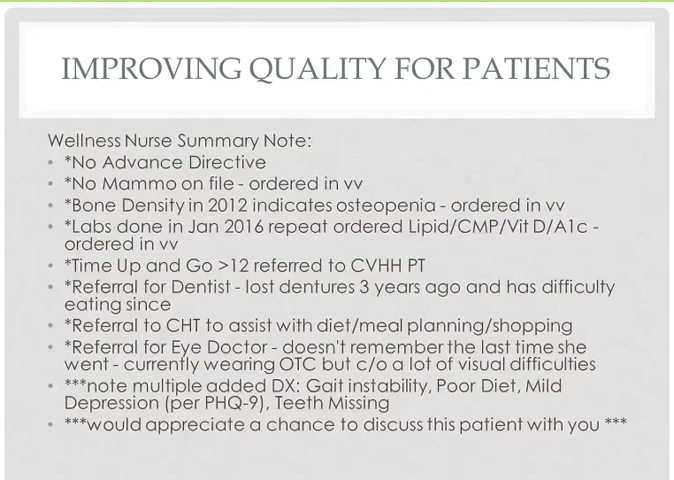 IMPROVING QUALITY FOR PATIENTS
Wellness Nurse Summary Note:
• *No Advance Directive
• *No Mammo on file - ordered in vv
• *Bone Density in 2012 indicates osteopenia - ordered in vv
• *Labs done in Jan 2016 repeat ordered Lipid/CMP/Vit D/A1c -
ordered in vv
• *Time Up and Go >12 referred to CVHH PT
• *Referral for Dentist - lost dentures 3 years ago and has difficulty
eating since
• *Referral to CHT to assist with diet/meal planning/shopping
• *Referral for Eye Doctor - doesn't remember the last time she
went - currently wearing OTC but c/o a lot of visual difficulties
• ***note multiple added DX: Gait instability, Poor Diet, Mild
Depression (per PHQ-9), Teeth Missing
• ***would appreciate a chance to discuss this patient with you ***